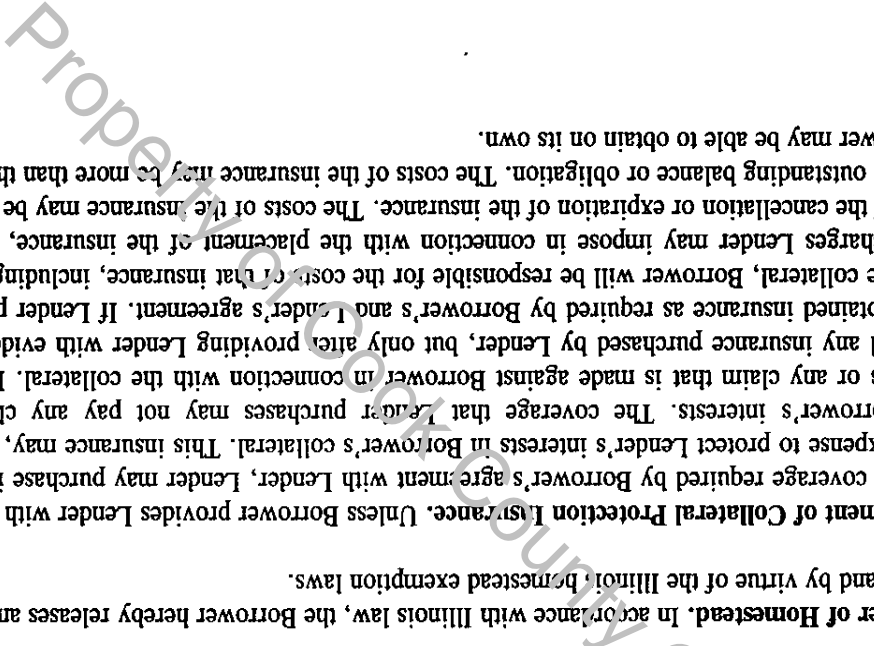 er of Homestead. In accordance with Illinois law, the Borrower hereby releases an
and by virtue of the Illinois homestead exemption laws.
ment of Collateral Protection Insurance. Unless Borrower provides Lender with
coverage required by Borrower's agreement with Lender, Lender may purchase i
xpense to protect Lender's interests in Borrower's collateral. This insurance may,
orrower's interests. The coverage that Lender purchases may not pay any cl
s or any claim that is made against Borrower in connection with the collateral. I
l any insurance purchased by Lender, but only after providing Lender with evid
otained insurance as required by Borrower's and Lender's agreement. If Lender p
e collateral, Borrower will be responsible for the costs of that insurance, including
harges Lender may impose in connection with the placement of the insurance,
the cancellation or expiration of the insurance. The costs of the insurance may be
outstanding balance or obligation. The costs of the insurance may be more than th
wer may be able to obtain on its own.
Property of Cook County